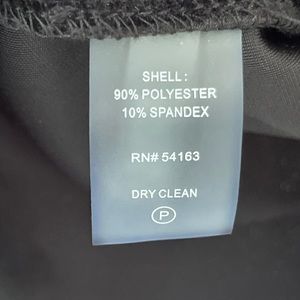 SHELL :
90% POLYESTER
10% SPANDEX
RN# 54163
DRY CLEAN
P